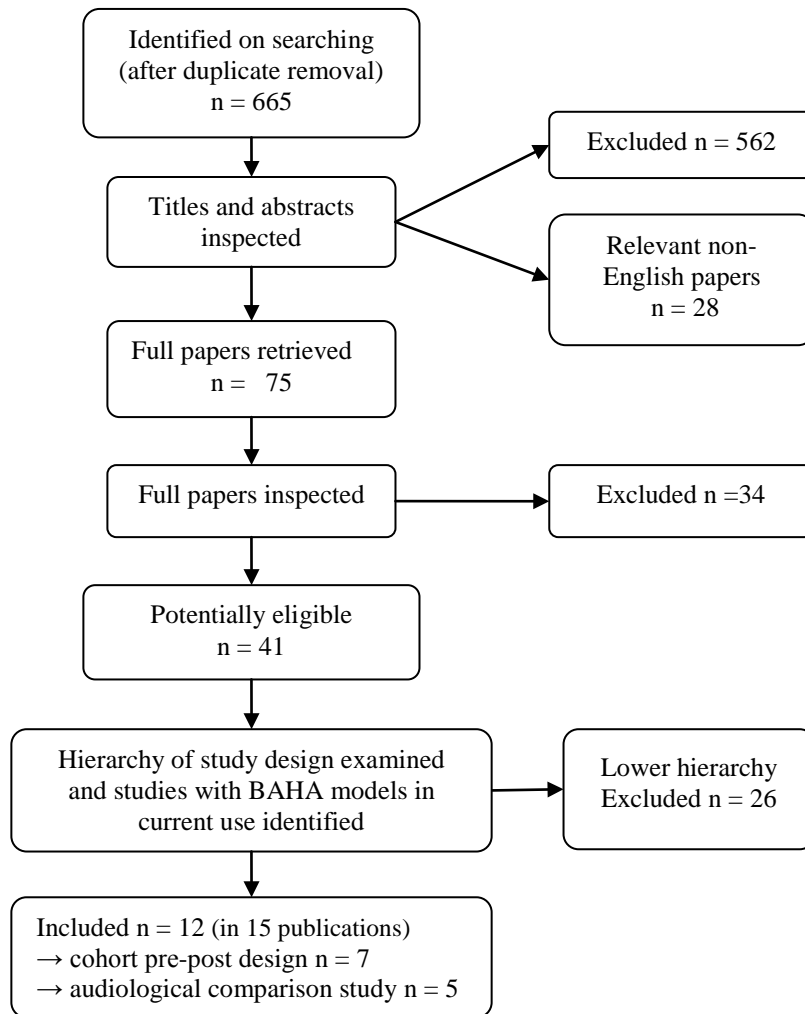 Identified on searching
(after duplicate removal)
n = 665
Excluded n = 562
Titles and abstracts
inspected
Relevant non-
English papers
n = 28
Full papers retrieved
n = 75
Full papers inspected
Excluded n =34
Potentially eligible
n = 41
Hierarchy of study design examined
and studies with BAHA models in
current use identified
Lower hierarchy
Excluded n = 26
Included n = 12 (in 15 publications)
→ cohort pre-post design n = 7
→ audiological comparison study n = 5